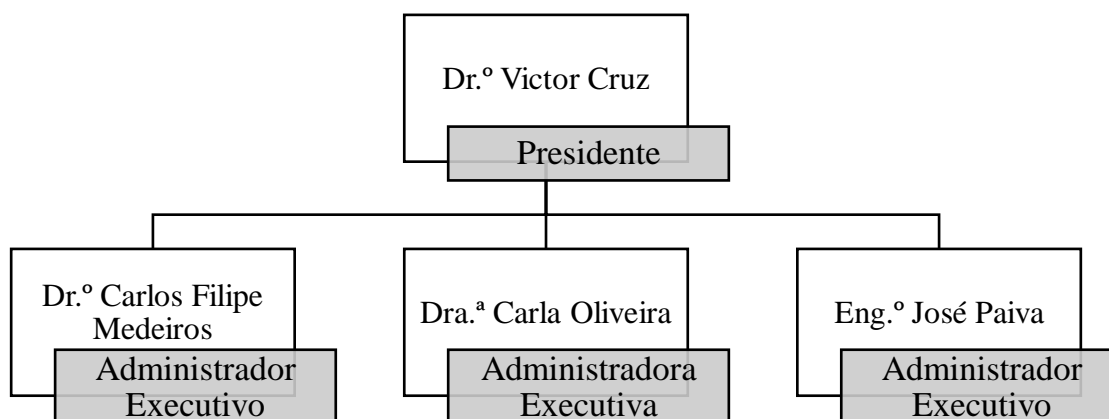 Dr.º Victor Cruz
Presidente
Dr.º Carlos Filipe
Medeiros
Administrador
Executivo
Dra.ª Carla Oliveira
Administradora
Executiva
Eng.º José Paiva
Administrador
Executivo